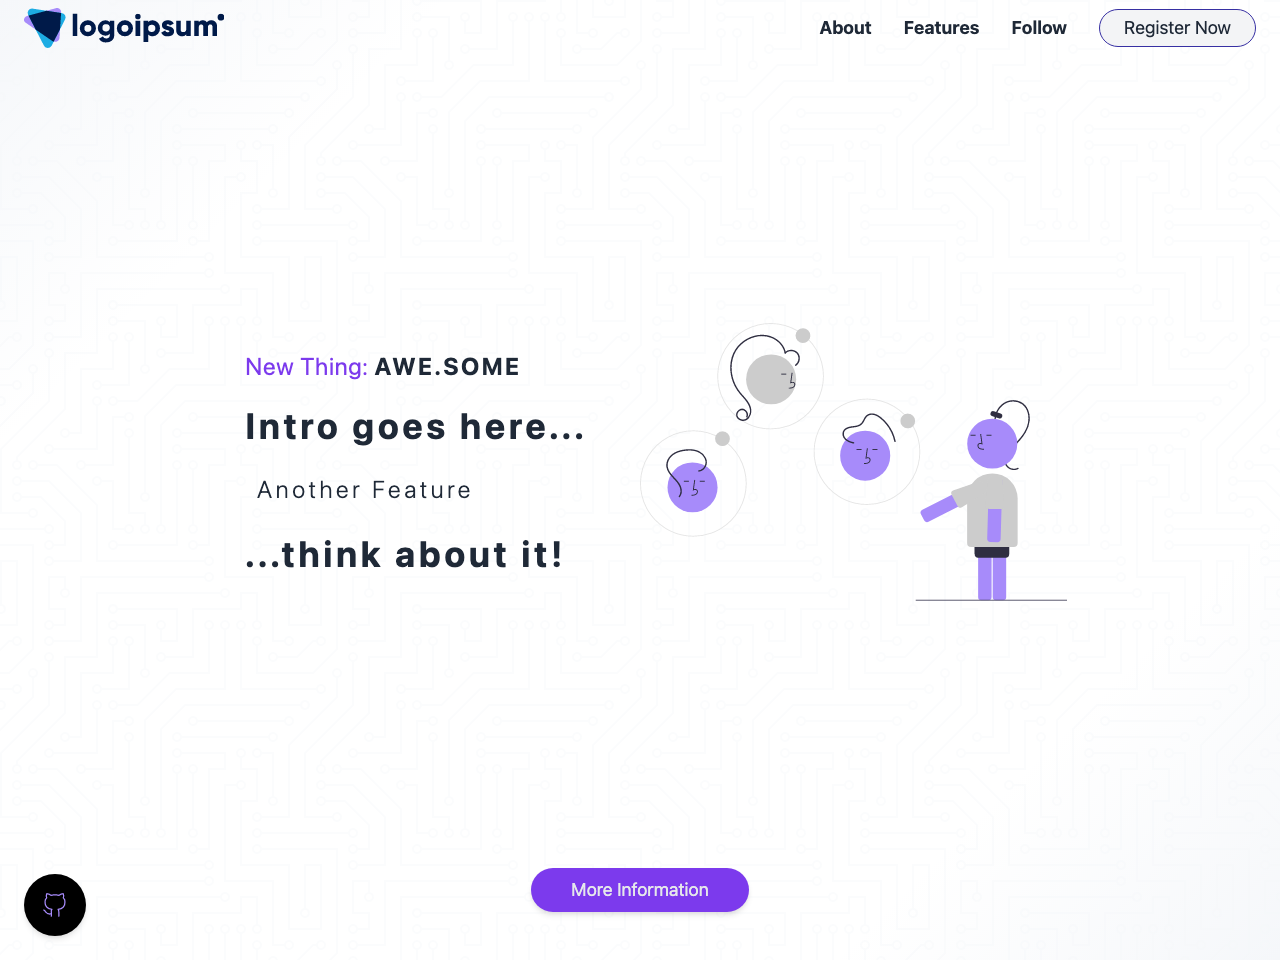 logoipsum
About
Features
Follow
Register Now
New Thing: AWE.SOME
Intro goes here...
Another Feature
...think about it!
More Information